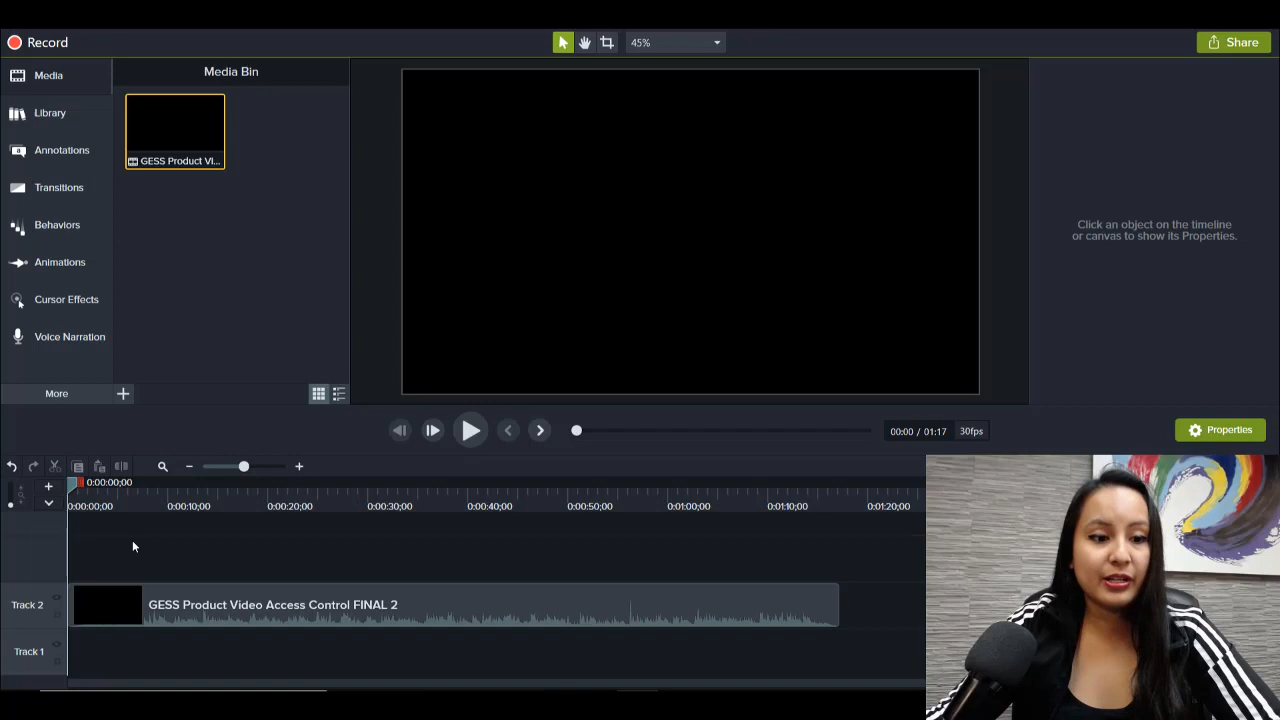 Record
45%
Share
Media
Media Bin
Library
GESS Product VI...
Annotations
Transitions
Behaviors
Click an object on the timeline
or canvas to show its Properties.
Animations
Cursor Effects
Voice Narration
More
00:00 / 01:17
30fps
Properties
0:00:00;00
0:00:00;00
0:00:10;00
0:00:20;00
0:00:30;00
0:00:40;00
0:00:50;00
0:01:00;00
0:01:10;00
0:01:20;00
Track 2
GESS Product Video Access Control FINAL 2
Track 1